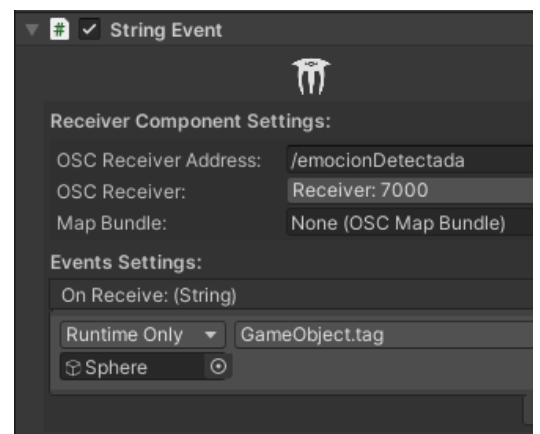 # String Event
Receiver Component Settings:
OSC Receiver Address: /emocionDetectada
OSC Receiver: Receiver: 7000
Map Bundle: None (OSC Map Bundle)
Events Settings:
On Receive: (String)
Runtime Only GameObject.tag
Sphere